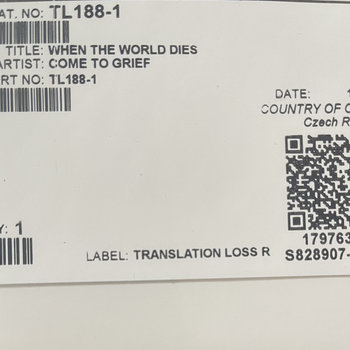 AT. NO: TL188-1
TITLE: WHEN THE WORLD DIES
ARTIST: COME TO GRIEF
RT NO: TL188-1
DATE: 1
COUNTRY OF
Czech R
Y: 1
179763
LABEL: TRANSLATION LOSS R
S828907-